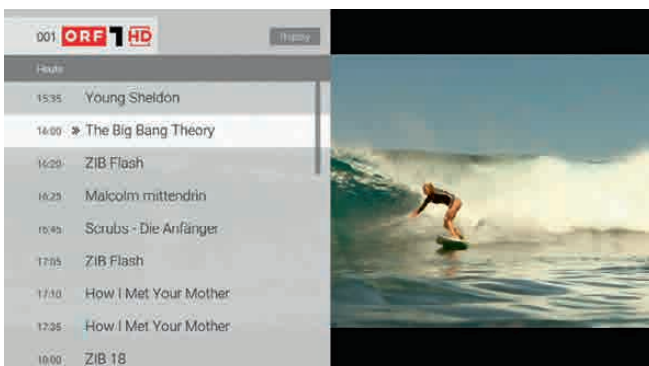 001 ORF 1 HD
Replay
Heute
15:35 Young Sheldon
16:00 » The Big Bang Theory
16:20 ZIB Flash
16:25 Malcolm mittendrin
16:45 Scrubs - Die Anfänger
17:05 ZIB Flash
17:10 How I Met Your Mother
17:35 How I Met Your Mother
18:00 ZIB 18